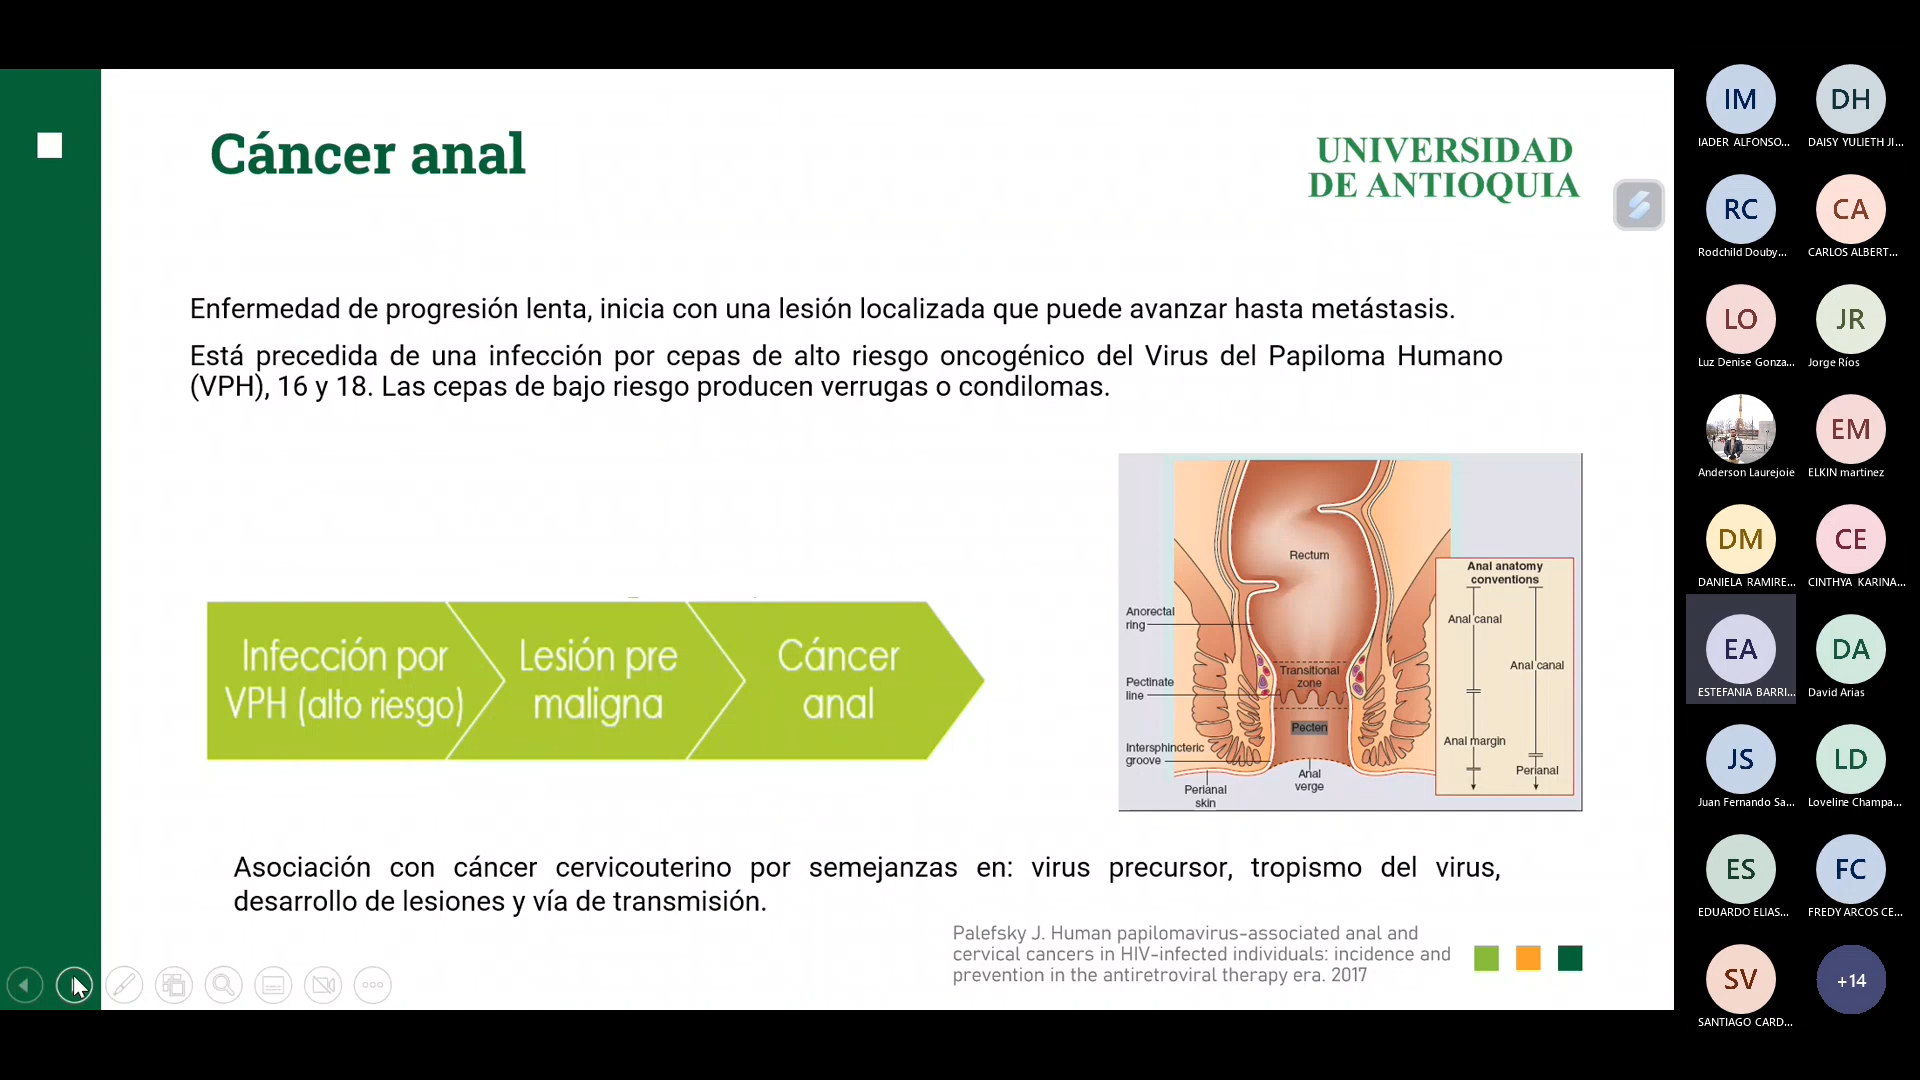 Cáncer anal
UNIVERSIDAD
DE ANTIOQUIA
Enfermedad de progresión lenta, inicia con una lesión localizada que puede avanzar hasta metástasis.
Está precedida de una infección por cepas de alto riesgo oncogénico del Virus del Papiloma Humano
(VPH), 16 y 18. Las cepas de bajo riesgo producen verrugas o condilomas.
Infección por
VPH (alto riesgo)
Lesión pre
maligna
Cáncer
anal
Rectum
Anorectal
ring
Transitional
zone
Pectinate
line
Pecten
Intersphincteric
groove
Anal
verge
Perianal
skin
Anal anatomy
conventions
Anal canal
Anal canal
Anal margin
Perianal
Asociación con cáncer cervicouterino por semejanzas en: virus precursor, tropismo del virus,
desarrollo de lesiones y vía de transmisión.
Palefsky J. Human papilomavirus-associated anal and
cervical cancers in HIV-infected individuals: incidence and
prevention in the antiretroviral therapy era. 2017
IM
IADER ALFONSO...
DH
DAISY YULIETH JI...
RC
Rodchild Douby...
CA
CARLOS ALBERT...
LO
Luz Denise Gonza...
JR
Jorge Ríos
Anderson Laurejoie
EM
ELKIN martinez
DM
DANIELA RAMIRE...
CE
CINTHYA KARINA...
EA
ESTEFANIA BARRI...
DA
David Arias
JS
Juan Fernando Sa...
LD
Loveline Champa...
ES
EDUARDO ELIAS...
FC
FREDY ARCOS CE...
SV
SANTIAGO CARD...
+14